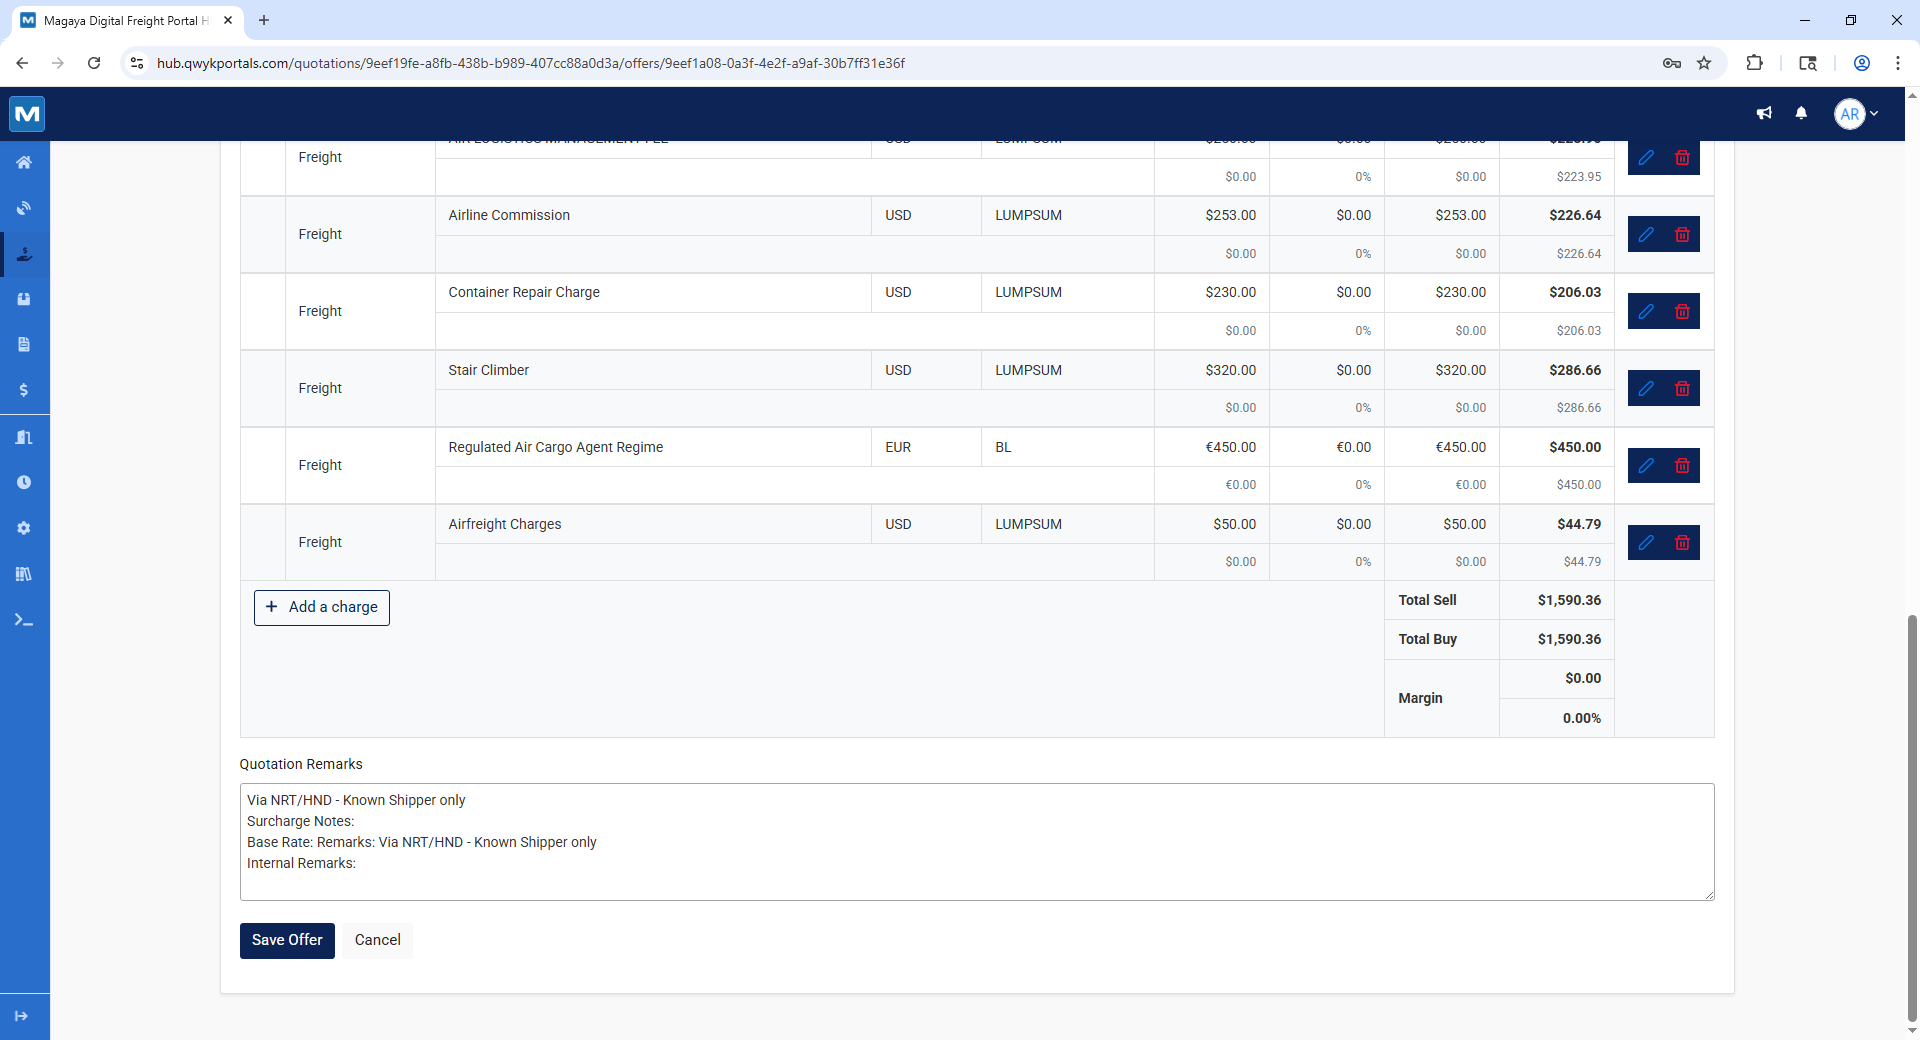 Magaya Digital Freight Portal H
hub.qwykportals.com/quotations/9eef19fe-a8fb-438b-b989-407cc88a0d3a/offers/9eef1a08-0a3f-4e2f-a9af-30b7ff31e36f
AR
Freight
$0.00 0% $0.00 $223.95
Freight Airline Commission USD LUMPSUM $253.00 $0.00 $253.00 $226.64
$0.00 0% $0.00 $226.64
Freight Container Repair Charge USD LUMPSUM $230.00 $0.00 $230.00 $206.03
$0.00 0% $0.00 $206.03
Freight Stair Climber USD LUMPSUM $320.00 $0.00 $320.00 $286.66
$0.00 0% $0.00 $286.66
Freight Regulated Air Cargo Agent Regime EUR BL €450.00 €0.00 €450.00 $450.00
€0.00 0% €0.00 $450.00
Freight Airfreight Charges USD LUMPSUM $50.00 $0.00 $50.00 $44.79
$0.00 0% $0.00 $44.79
+ Add a charge
Total Sell $1,590.36
Total Buy $1,590.36
Margin $0.00
0.00%
Quotation Remarks
Via NRT/HND - Known Shipper only
Surcharge Notes:
Base Rate: Remarks: Via NRT/HND - Known Shipper only
Internal Remarks:
Save Offer Cancel